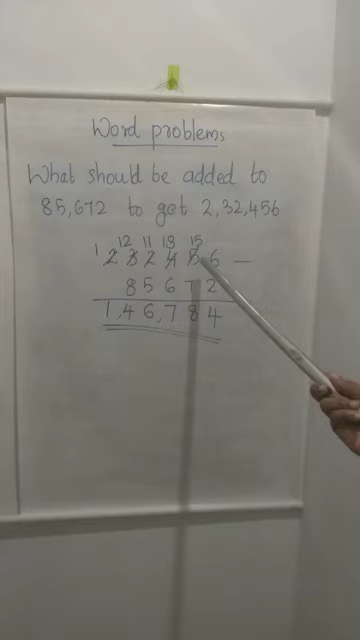 Word problems
What should be added to
85,672 to get 2,32,456
1 12 11 13 15
2 3 2 4 5 6 —
8 5 6 7 2
1,4 6,7 8 4